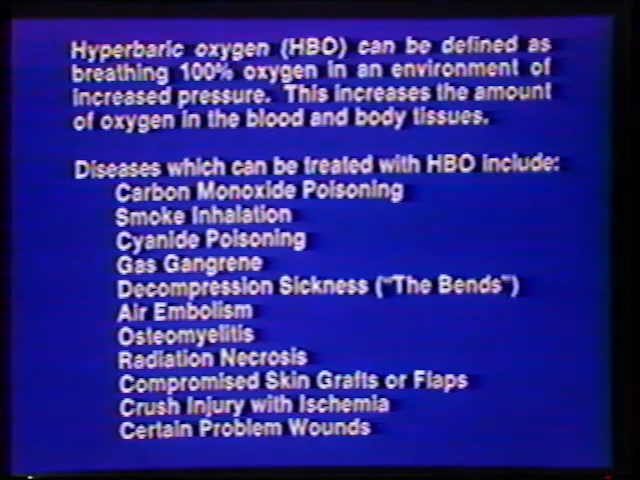 Hyperbaric oxygen (HBO) can be defined as
breathing 100% oxygen in an environment of
increased pressure. This increases the amount
of oxygen in the blood and body tissues.
Diseases which can be treated with HBO include:
Carbon Monoxide Poisoning
Smoke Inhalation
Cyanide Poisoning
Gas Gangrene
Decompression Sickness ("The Bends")
Air Embolism
Osteomyelitis
Radiation Necrosis
Compromised Skin Grafts or Flaps
Crush Injury with Ischemia
Certain Problem Wounds